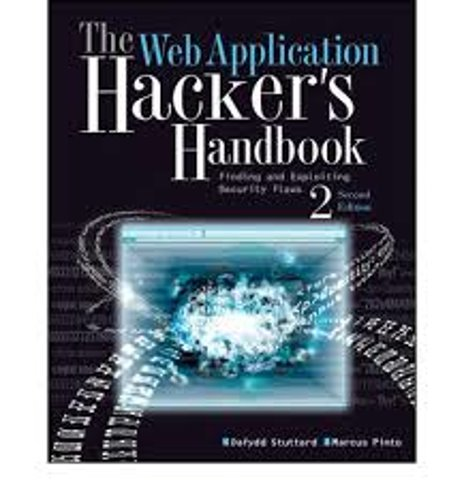 The Web Application
Hacker's
Handbook
Finding and Exploiting
Security Flaws
2 Second
Edition
Dafydd Stuttard Marcus Pinto